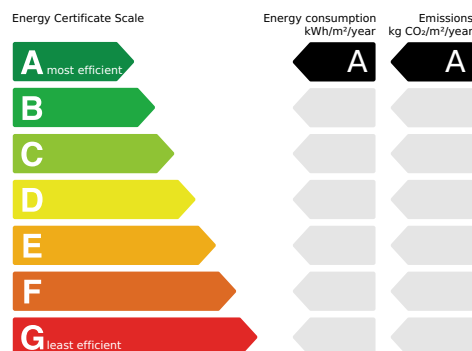 Energy Certificate Scale
Energy consumption
kWh/m²/year
Emissions
kg CO₂/m²/year
A most efficient
A
A
B
C
D
E
F
G least efficient